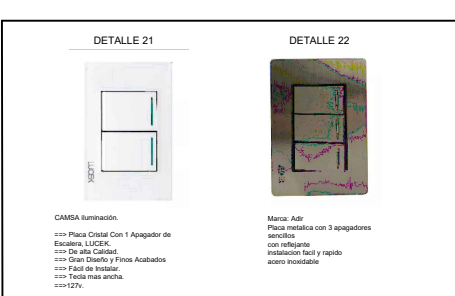 DETALLE 21
LUCEK
CAMSA iluminación.
==> Placa Cristal Con 1 Apagador de
Escalera, LUCEK.
==> De alta Calidad.
==> Gran Diseño y Finos Acabados
==> Fácil de Instalar.
==> Tecla mas ancha.
==>127v.
DETALLE 22
Marca: Adir
Placa metalica con 3 apagadores
sencillos
con reflejante
instalacion facil y rapido
acero inoxidable